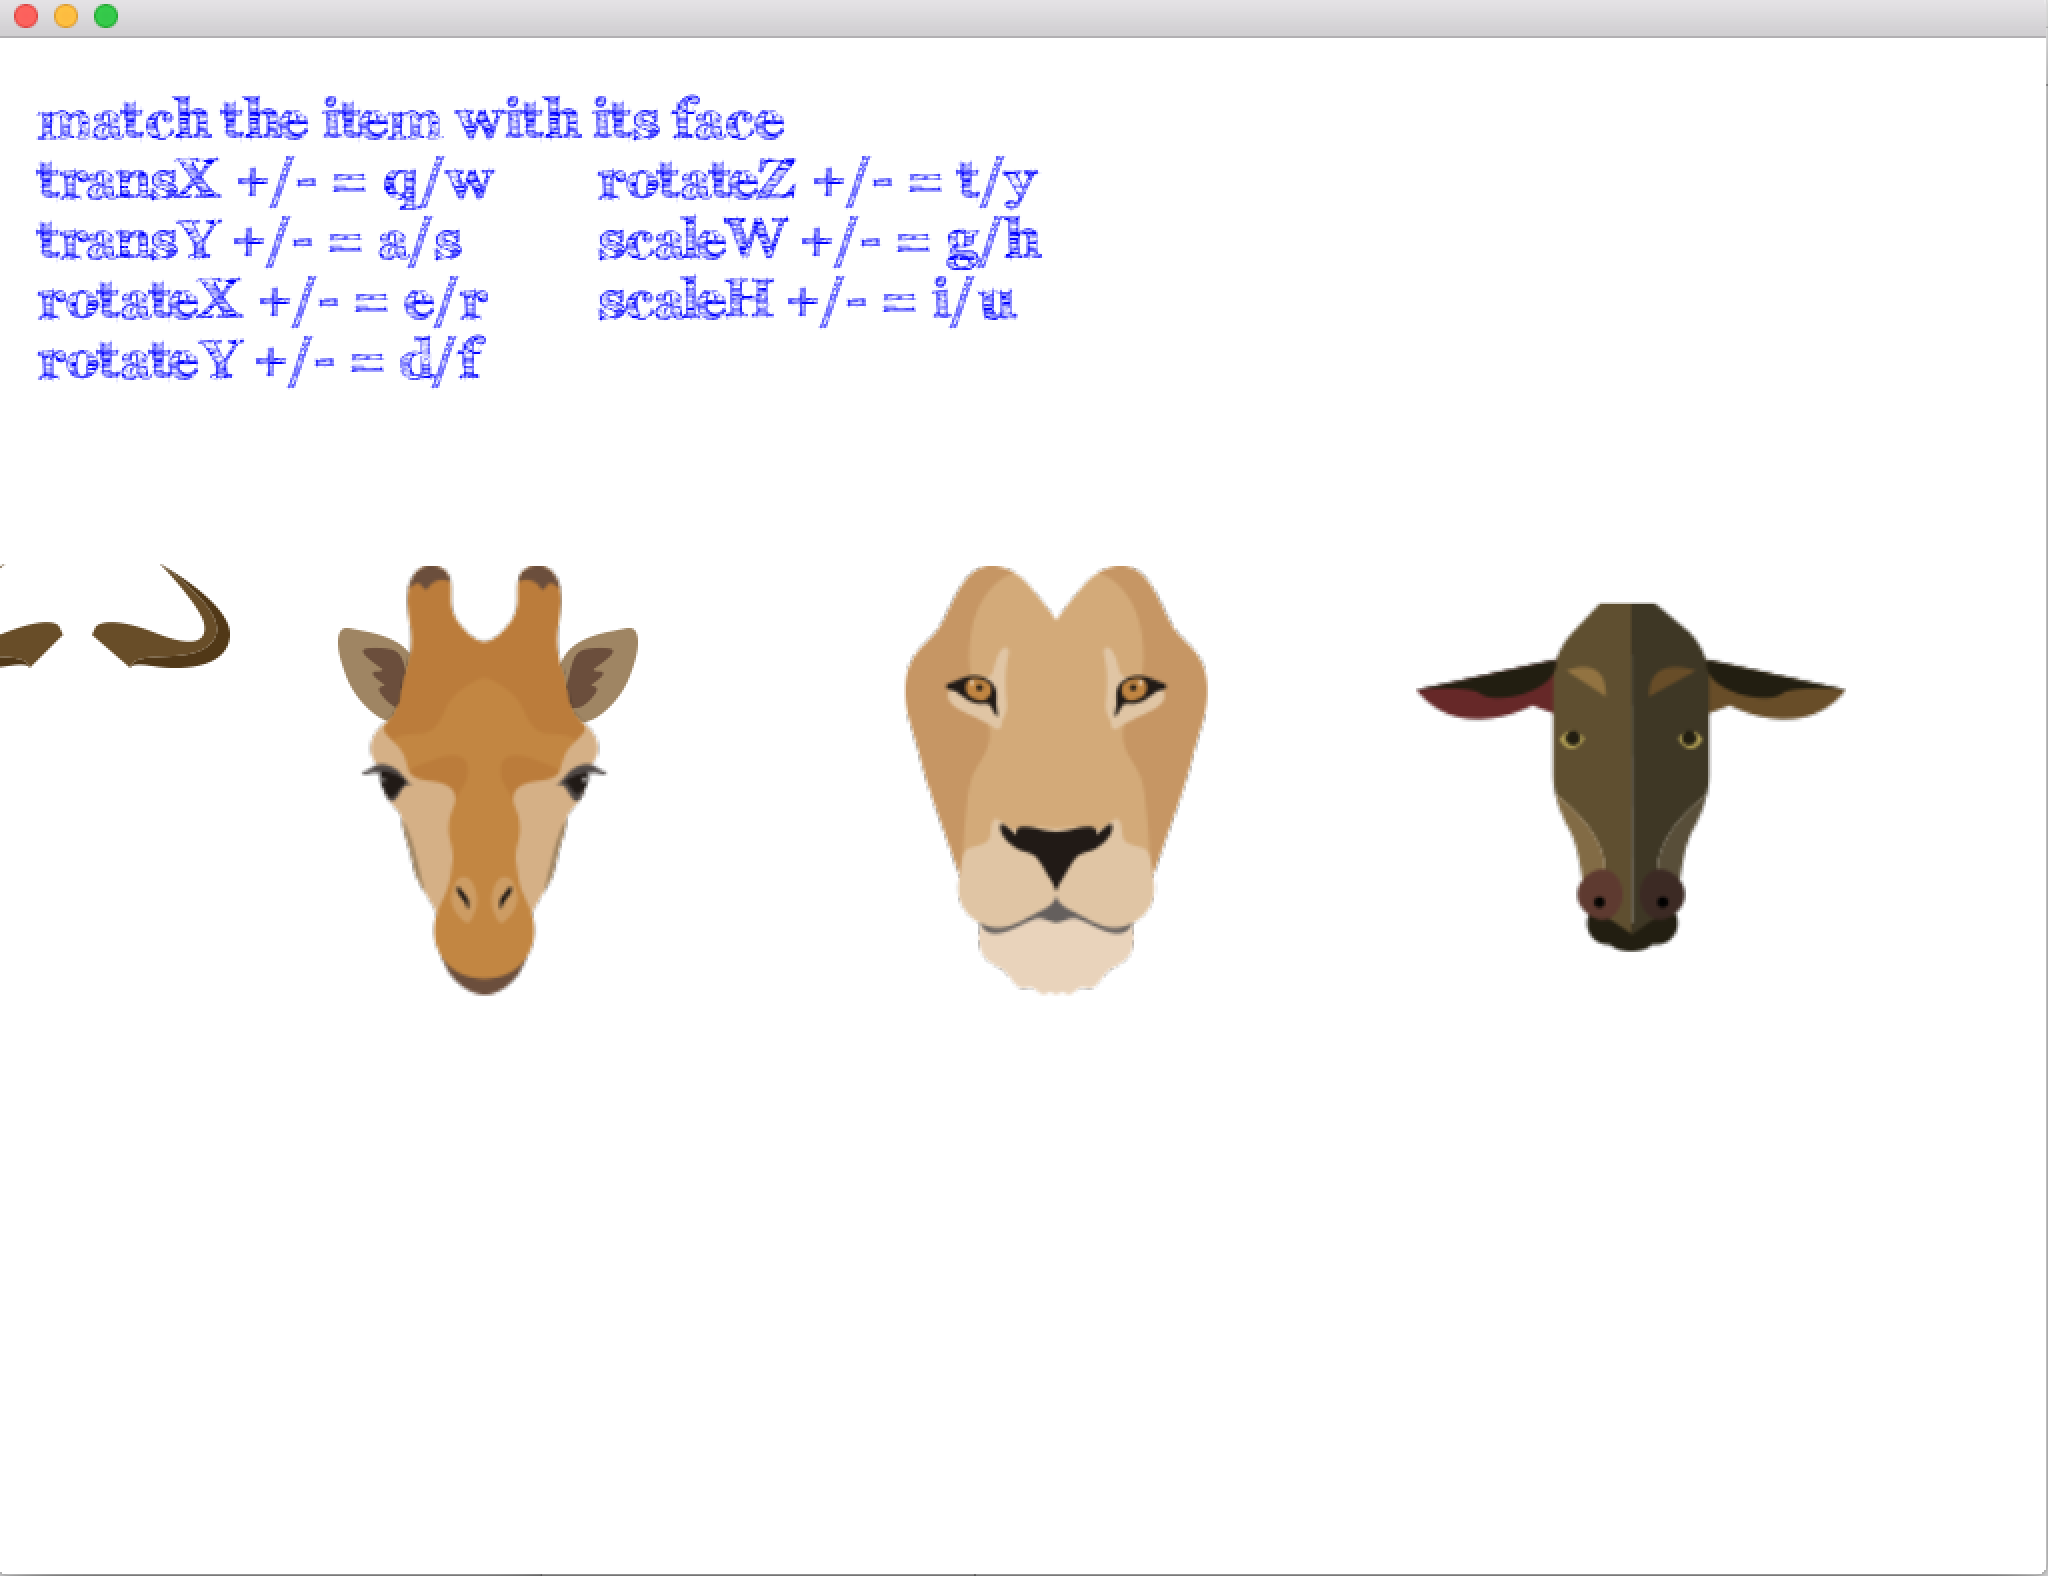 match the item with its face
transX +/- = q/w
transY +/- = a/s
rotateX +/- = e/r
rotateY +/- = d/f
rotateZ +/- = t/y
scaleW +/- = g/h
scaleH +/- = i/u